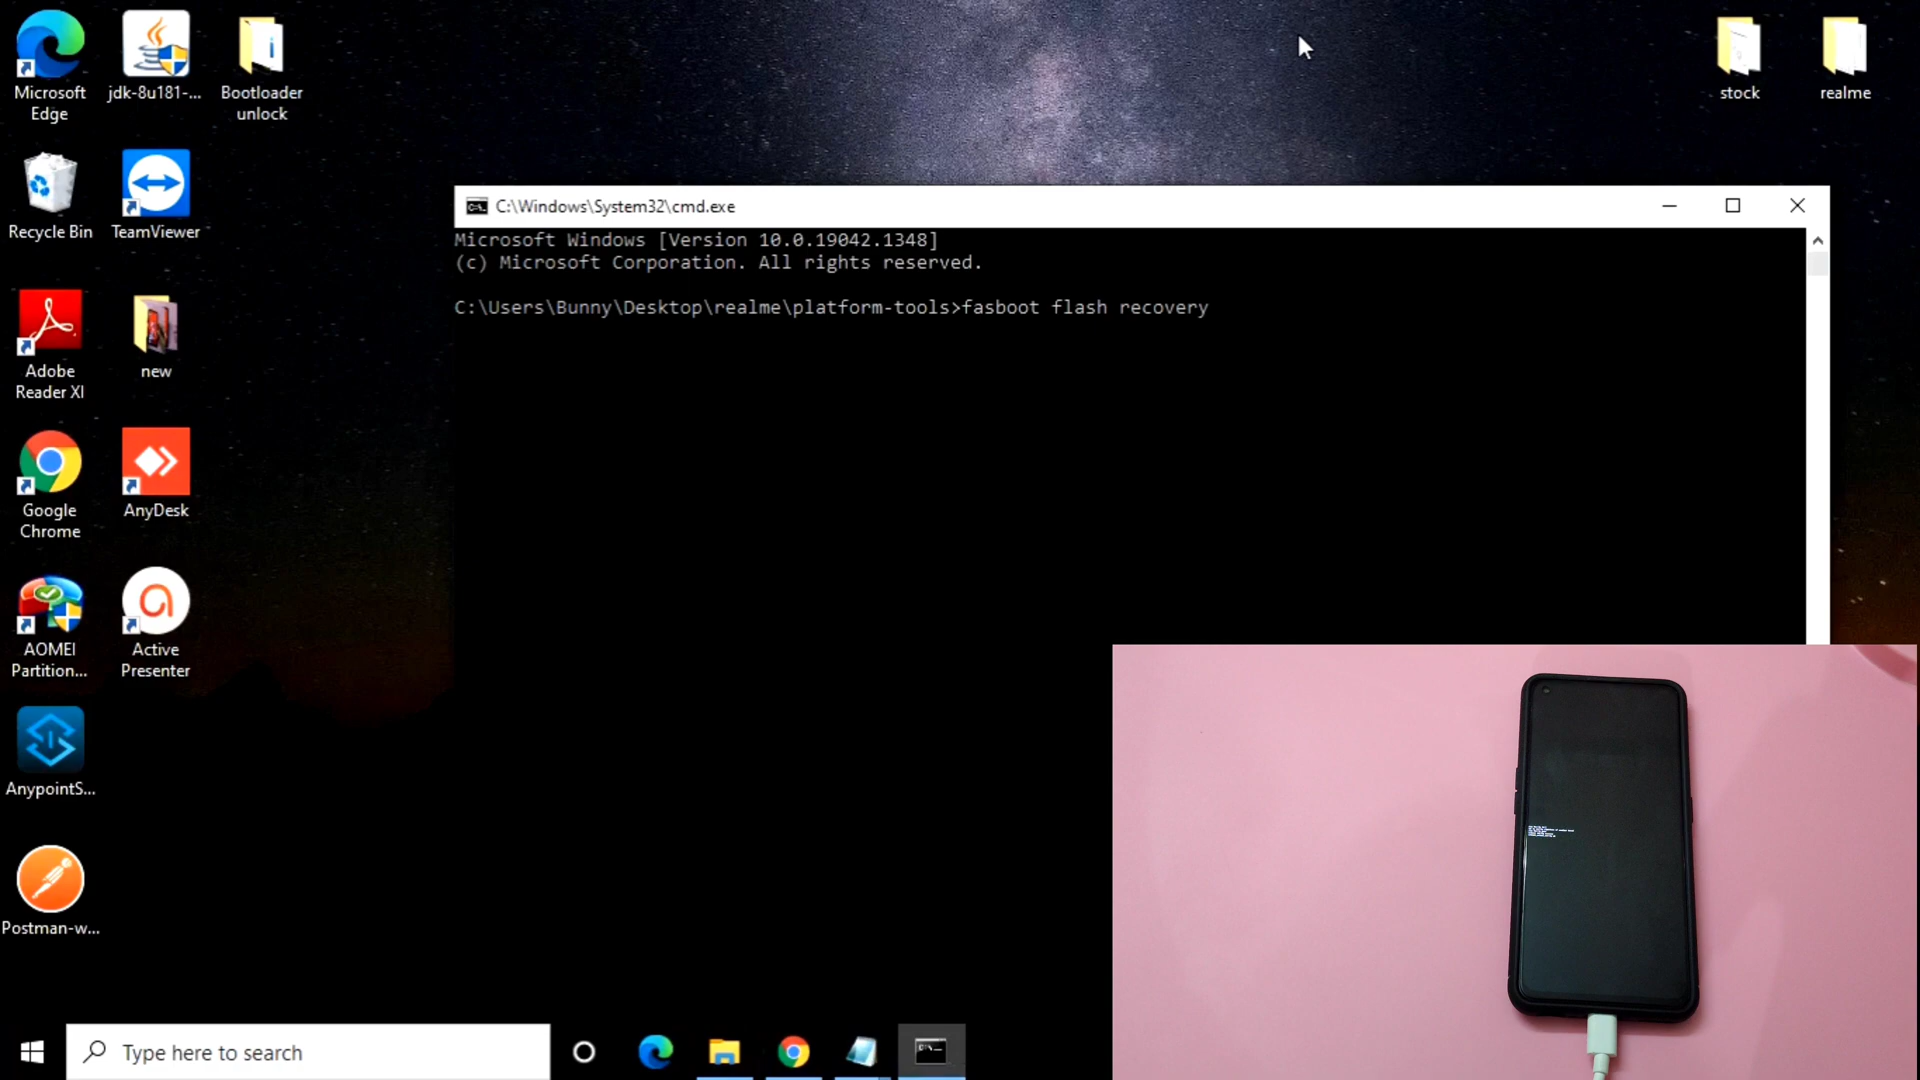 Microsoft
Edge
jdk-8u181-...
Bootloader
unlock
stock
realme
Recycle Bin
TeamViewer
C:\Windows\System32\cmd.exe
Microsoft Windows [Version 10.0.19042.1348]
(c) Microsoft Corporation. All rights reserved.
C:\Users\Bunny\Desktop\realme\platform-tools>fasboot flash recovery
Adobe
Reader XI
new
Google
Chrome
AnyDesk
AOMEI
Partition...
Active
Presenter
AnypointS...
Postman-w...
Type here to search